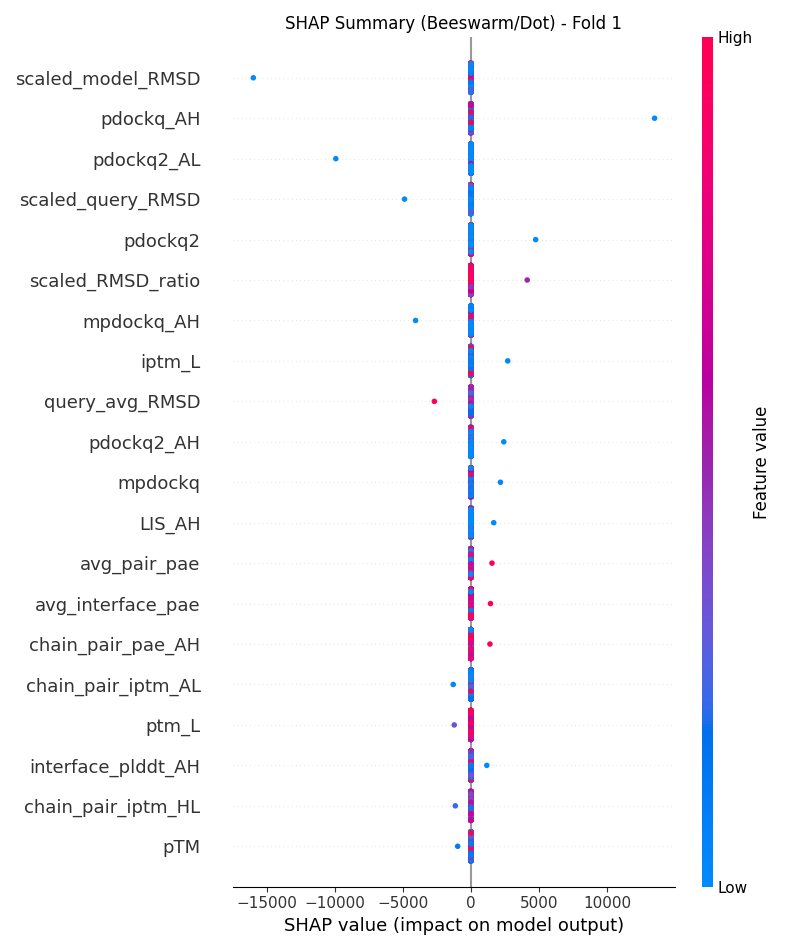 SHAP Summary (Beeswarm/Dot) - Fold 1
High
scaled_model_RMSD
pdockq_AH
pdockq2_AL
scaled_query_RMSD
pdockq2
scaled_RMSD_ratio
mpdockq_AH
iptm_L
query_avg_RMSD
pdockq2_AH
mpdockq
LIS_AH
avg_pair_pae
avg_interface_pae
chain_pair_pae_AH
chain_pair_iptm_AL
ptm_L
interface_plddt_AH
chain_pair_iptm_HL
pTM
Feature value
Low
−15000 −10000 −5000 0 5000 10000
SHAP value (impact on model output)